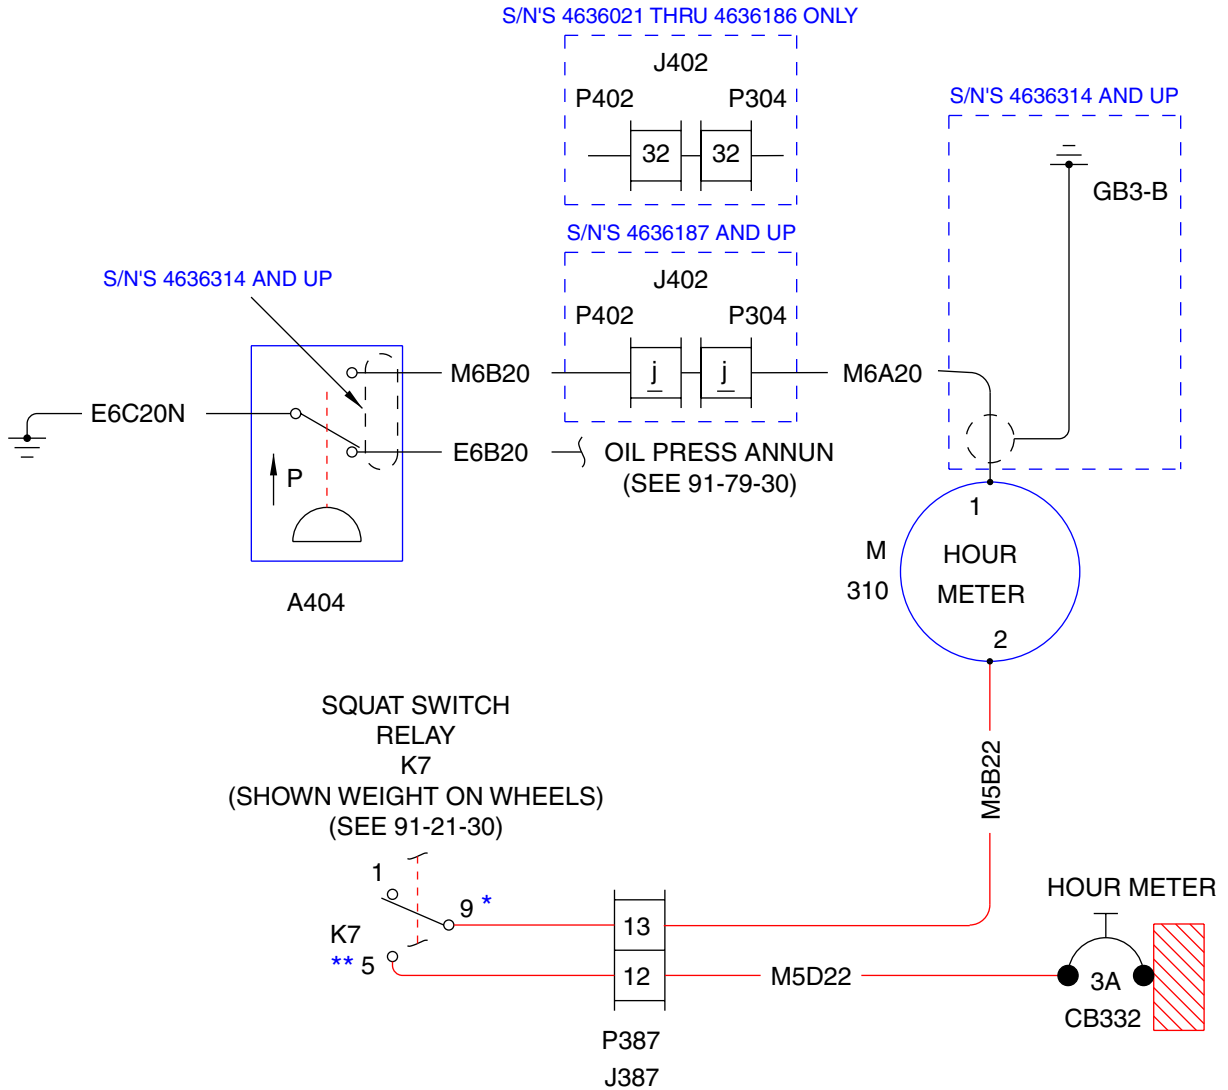 S/N'S 4636021 THRU 4636186 ONLY
J402
P402 P304
32 32
S/N'S 4636314 AND UP
GB3-B
S/N'S 4636187 AND UP
J402
P402 P304
j j
S/N'S 4636314 AND UP
M6B20
M6A20
E6C20N
E6B20
OIL PRESS ANNUN
(SEE 91-79-30)
P
A404
1
HOUR
METER
2
M
310
SQUAT SWITCH
RELAY
K7
(SHOWN WEIGHT ON WHEELS)
(SEE 91-21-30)
M5B22
1
9 *
K7
** 5
13
12
M5D22
P387
J387
HOUR METER
3A
CB332